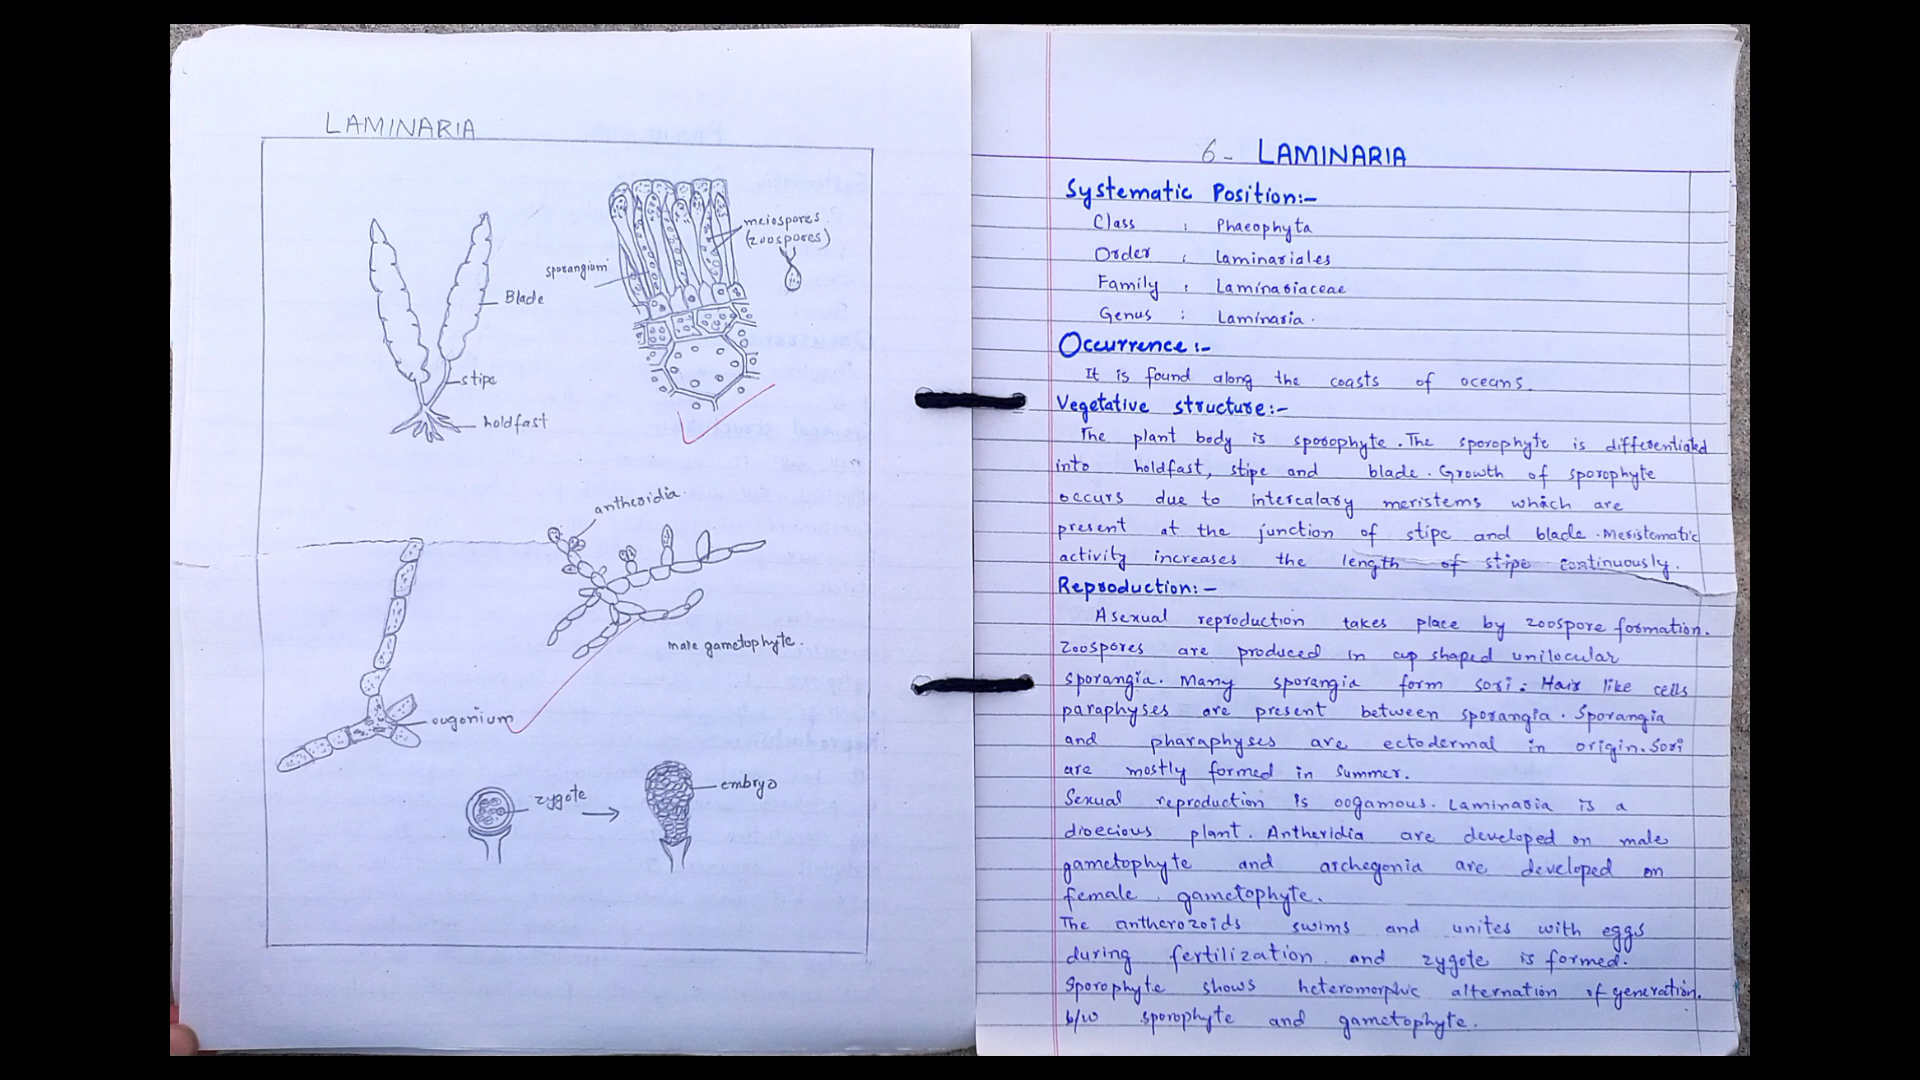 LAMINARIA
meiospores
(zoospores)
sporangium
Blade
stipe
holdfast
antheridia
male gametophyte.
oogonium
zygote
embryo
6- LAMINARIA
Systematic Position:-
Class : Phaeophyta
Order : Laminariales
Family : Laminariaceae
Genus : Laminaria.
Occurrence:-
It is found along the coasts of oceans.
Vegetative structure:-
The plant body is sporophyte. The sporophyte is differentiated
into holdfast, stipe and blade. Growth of sporophyte
occurs due to intercalary meristems which are
present at the junction of stipe and blade. Meristematic
activity increases the length of stipe continuously.
Reproduction:-
Asexual reproduction takes place by zoospore formation.
Zoospores are produced in cup shaped unilocular
sporangia. Many sporangia form sori. Hair like cells
paraphyses are present between sporangia. Sporangia
and pharaphyses are ectodermal in origin. Sori
are mostly formed in summer.
Sexual reproduction is oogamous. Laminaria is a
dioecious plant. Antheridia are developed on male
gametophyte and archegonia are developed on
female gametophyte.
The antherozoids swims and unites with eggs
during fertilization and zygote is formed.
Sporophyte shows heteromorphic alternation of generation.
b/w sporophyte and gametophyte.